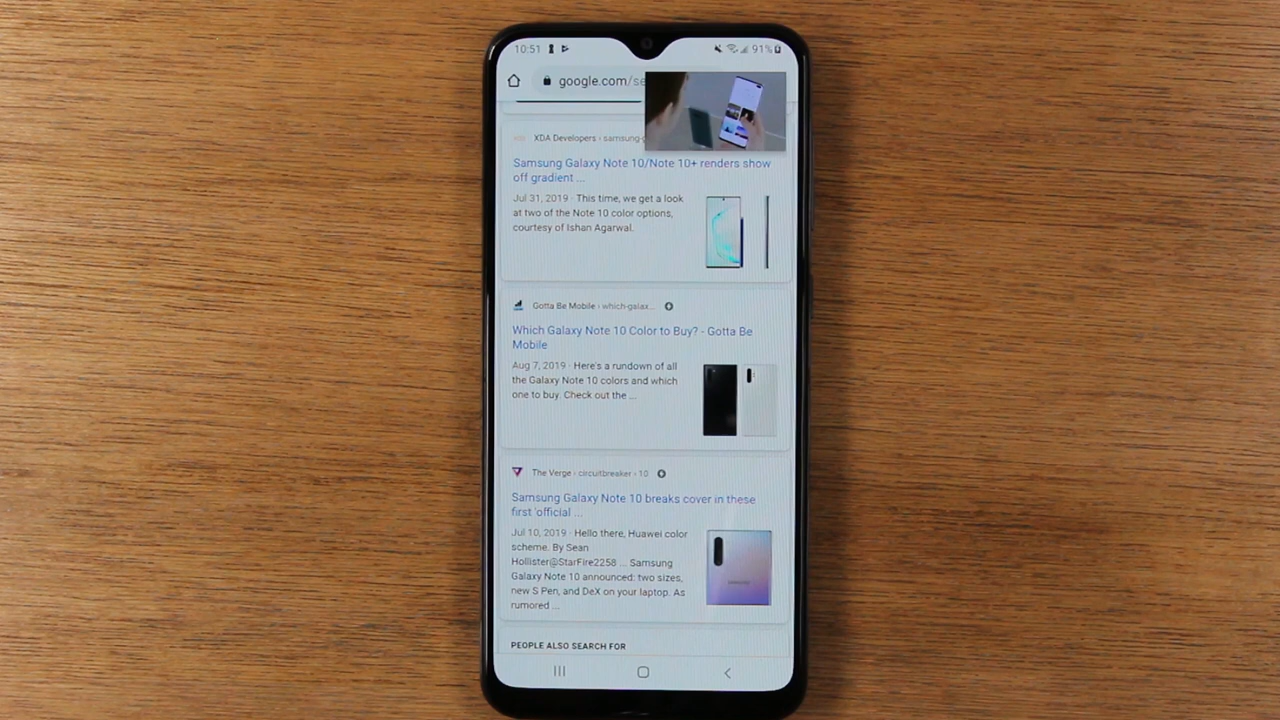 10:51 91%
google.com/se
XDA Developers › samsung-g
Samsung Galaxy Note 10/Note 10+ renders show
off gradient ...
Jul 31, 2019 · This time, we get a look
at two of the Note 10 color options,
courtesy of Ishan Agarwal.
Gotta Be Mobile › which-galax...
Which Galaxy Note 10 Color to Buy? - Gotta Be
Mobile
Aug 7, 2019 · Here's a rundown of all
the Galaxy Note 10 colors and which
one to buy. Check out the ...
The Verge › circuitbreaker › 10
Samsung Galaxy Note 10 breaks cover in these
first 'official ...
Jul 10, 2019 · Hello there, Huawei color
scheme. By Sean
Hollister@StarFire2258 ... Samsung
Galaxy Note 10 announced: two sizes,
new S Pen, and DeX on your laptop. As
rumored ...
PEOPLE ALSO SEARCH FOR